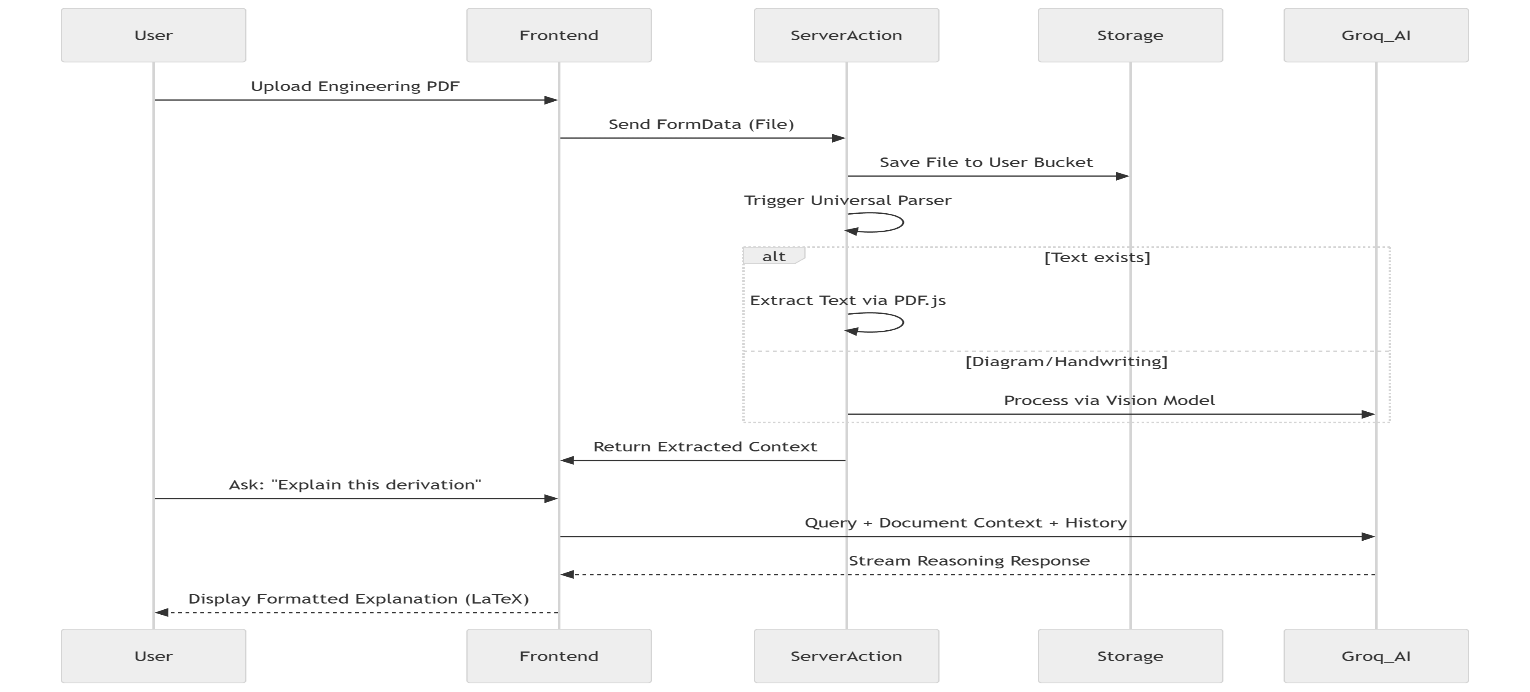 User Frontend ServerAction Storage Groq_AI
Upload Engineering PDF
Send FormData (File)
Save File to User Bucket
Trigger Universal Parser
alt [Text exists]
Extract Text via PDF.js
[Diagram/Handwriting]
Process via Vision Model
Return Extracted Context
Ask: "Explain this derivation"
Query + Document Context + History
Stream Reasoning Response
Display Formatted Explanation (LaTeX)
User Frontend ServerAction Storage Groq_AI